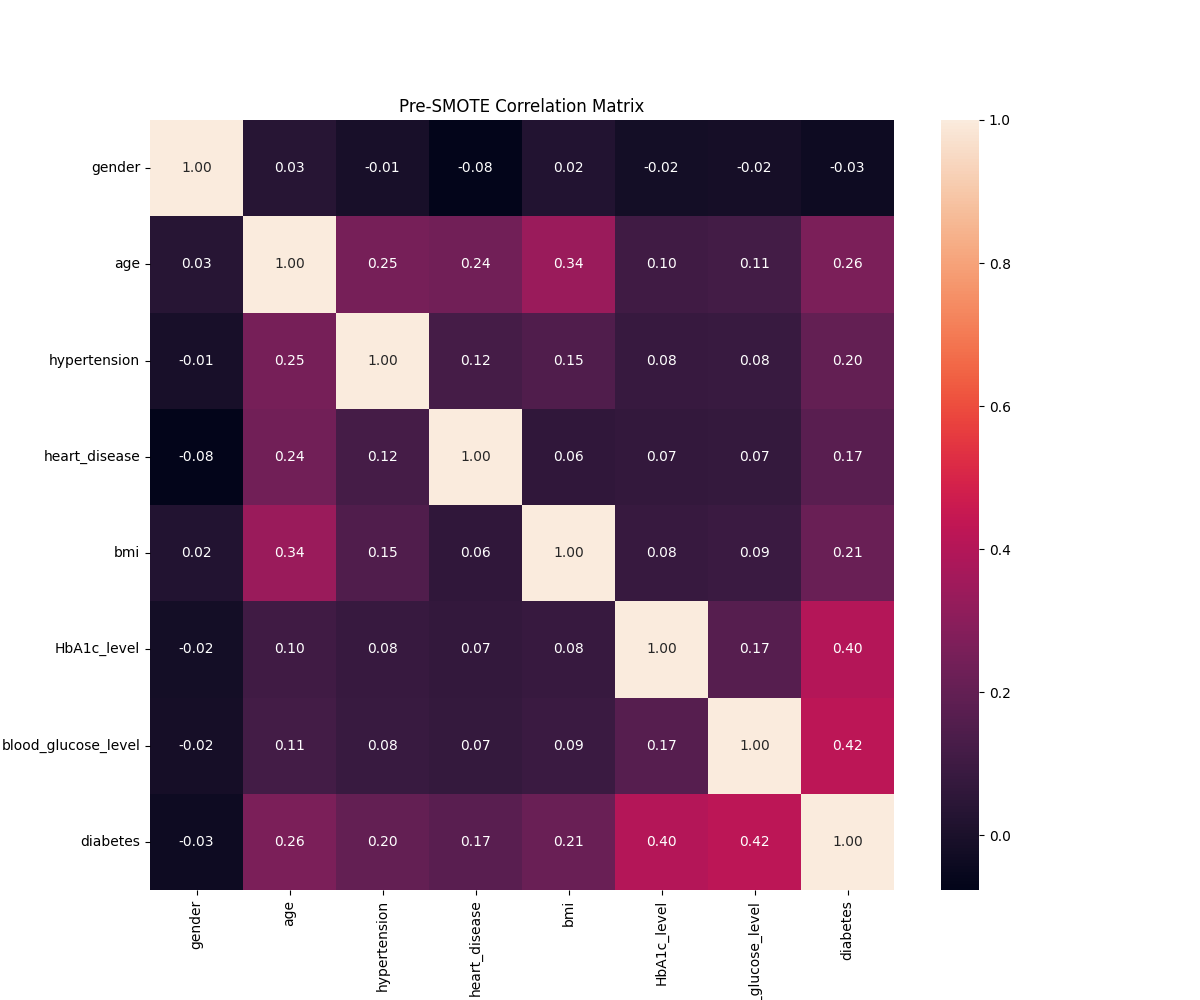 Pre-SMOTE Correlation Matrix
gender 1.00 0.03 -0.01 -0.08 0.02 -0.02 -0.02 -0.03
age 0.03 1.00 0.25 0.24 0.34 0.10 0.11 0.26
hypertension -0.01 0.25 1.00 0.12 0.15 0.08 0.08 0.20
heart_disease -0.08 0.24 0.12 1.00 0.06 0.07 0.07 0.17
bmi 0.02 0.34 0.15 0.06 1.00 0.08 0.09 0.21
HbA1c_level -0.02 0.10 0.08 0.07 0.08 1.00 0.17 0.40
blood_glucose_level -0.02 0.11 0.08 0.07 0.09 0.17 1.00 0.42
diabetes -0.03 0.26 0.20 0.17 0.21 0.40 0.42 1.00
gender
age
hypertension
heart_disease
bmi
HbA1c_level
_glucose_level
diabetes
1.0
0.8
0.6
0.4
0.2
0.0